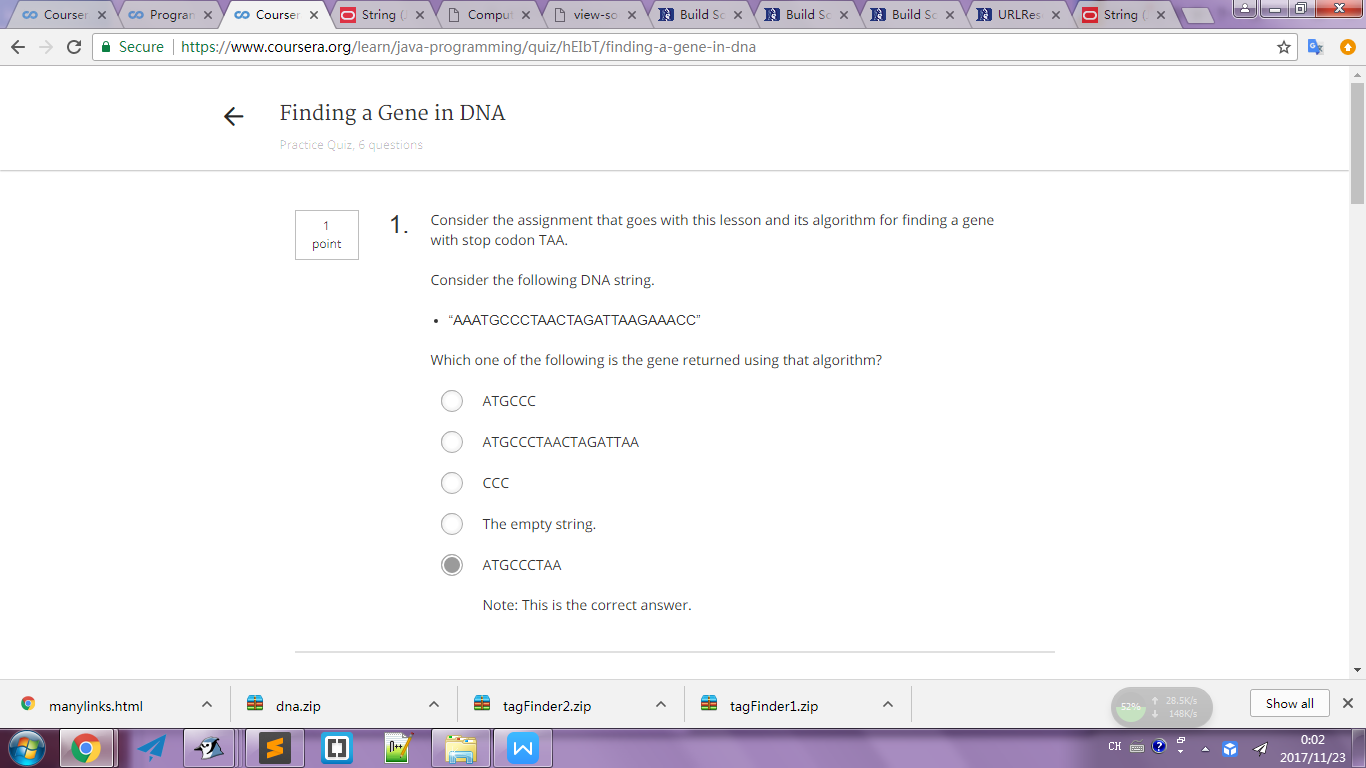 Courser
Program
Courser
String (
Comput
view-so
Build Sc
Build Sc
Build Sc
URLRes
String (
Secure
https://www.coursera.org/learn/java-programming/quiz/hEIbT/finding-a-gene-in-dna
Finding a Gene in DNA
Practice Quiz, 6 questions
1
point
1.
Consider the assignment that goes with this lesson and its algorithm for finding a gene
with stop codon TAA.
Consider the following DNA string.
• “AAATGCCCTAACTAGATTAAGAAACC”
Which one of the following is the gene returned using that algorithm?
ATGCCC
ATGCCCTAACTAGATTAA
CCC
The empty string.
ATGCCCTAA
Note: This is the correct answer.
manylinks.html
dna.zip
tagFinder2.zip
tagFinder1.zip
52%
28.5K/s
148K/s
Show all
CH
0:02
2017/11/23